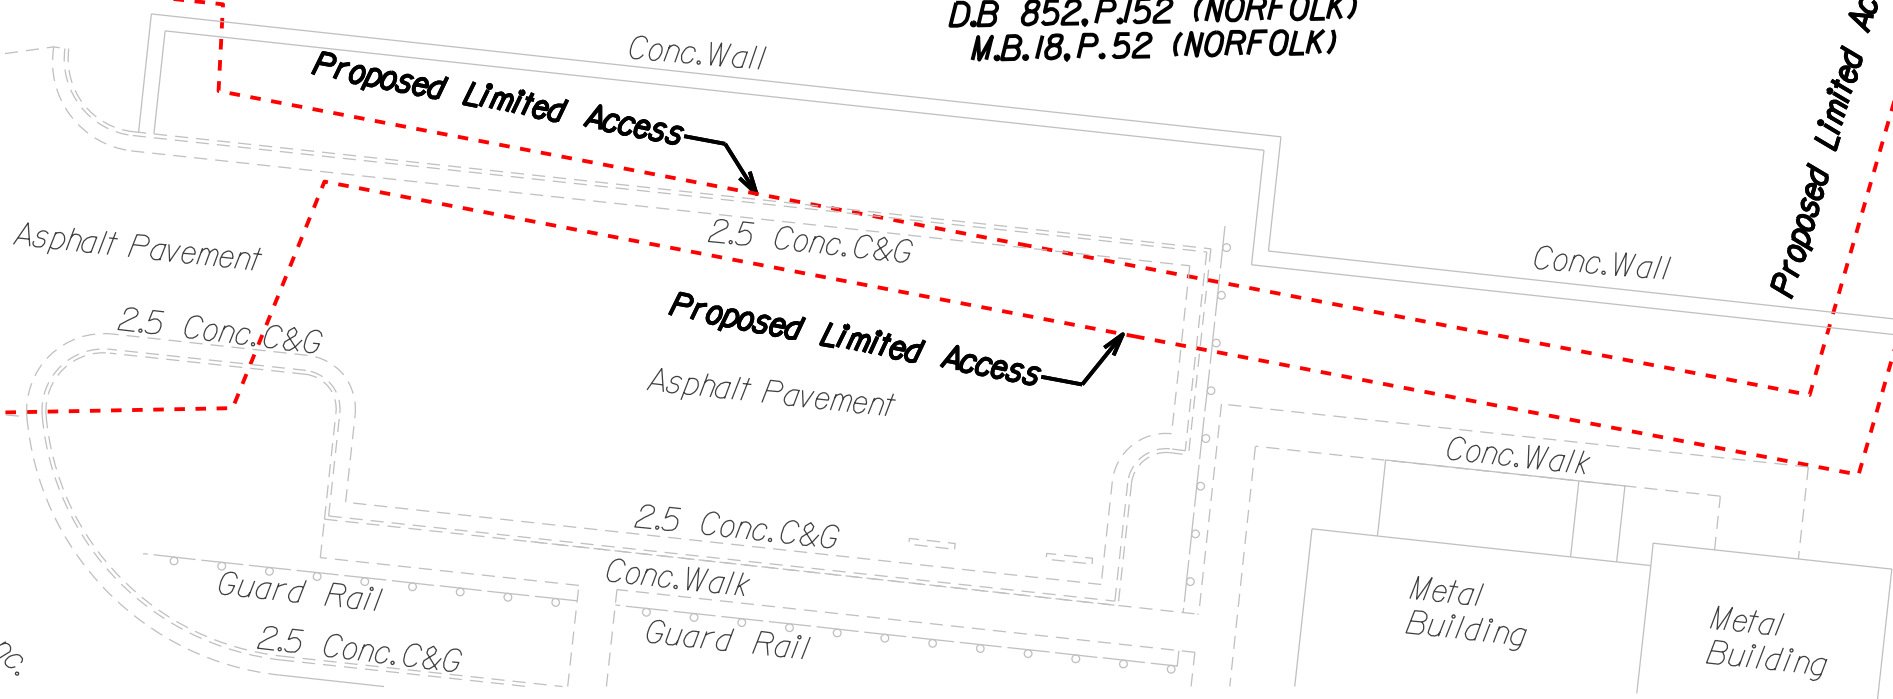 D.B 852, P.152 (NORFOLK)
M.B.18, P.52 (NORFOLK)
Conc.Wall
Proposed Limited Access
Proposed Limited Ac
2.5 Conc.C&G
Asphalt Pavement
Conc.Wall
2.5 Conc.C&G
Proposed Limited Access
Asphalt Pavement
Conc.Walk
2.5 Conc.C&G
Conc.Walk
Guard Rail
Metal
Building
Metal
Building
2.5 Conc.C&G
Guard Rail